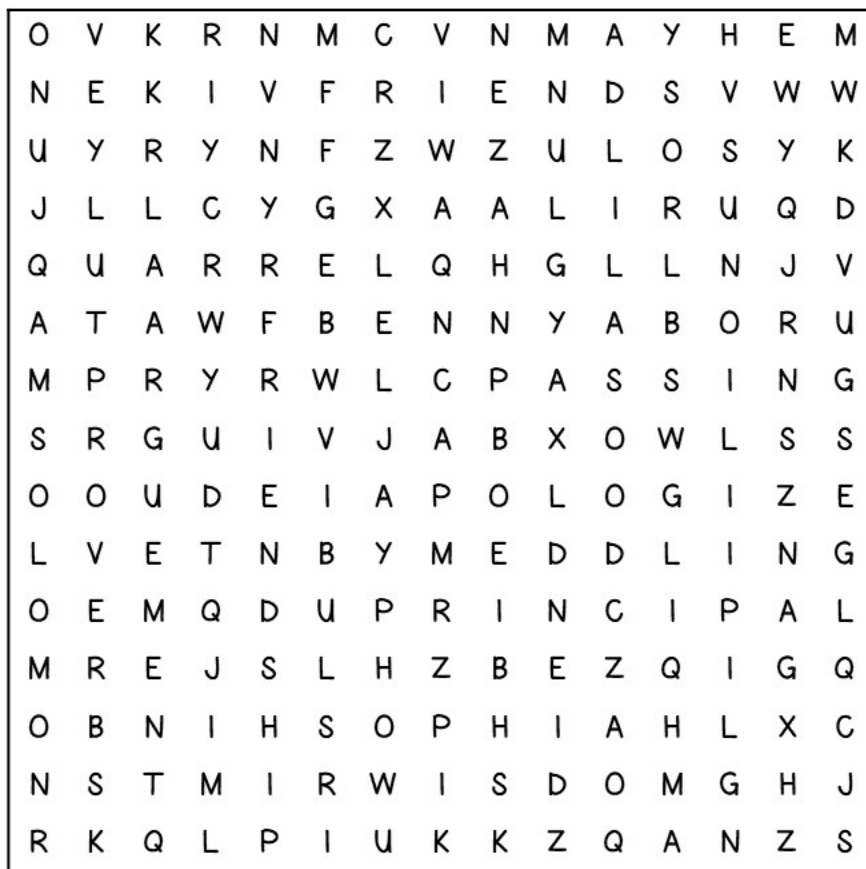 O V K R N M C V N M A Y H E M
N E K I V F R I E N D S V W W
U Y R Y N F Z W Z U L O S Y K
J L L C Y G X A A L I R U Q D
Q U A R R E L Q H G L L N J V
A T A W F B E N N Y A B O R U
M P R Y R W L C P A S S I N G
S R G U I V J A B X O W L S S
O O U D E I A P O L O G I Z E
L V E T N B Y M E D D L I N G
O E M Q D U P R I N C I P A L
M R E J S L H Z B E Z Q I G Q
O B N I H S O P H I A H L X C
N S T M I R W I S D O M G H J
R K Q L P I U K K Z Q A N Z S